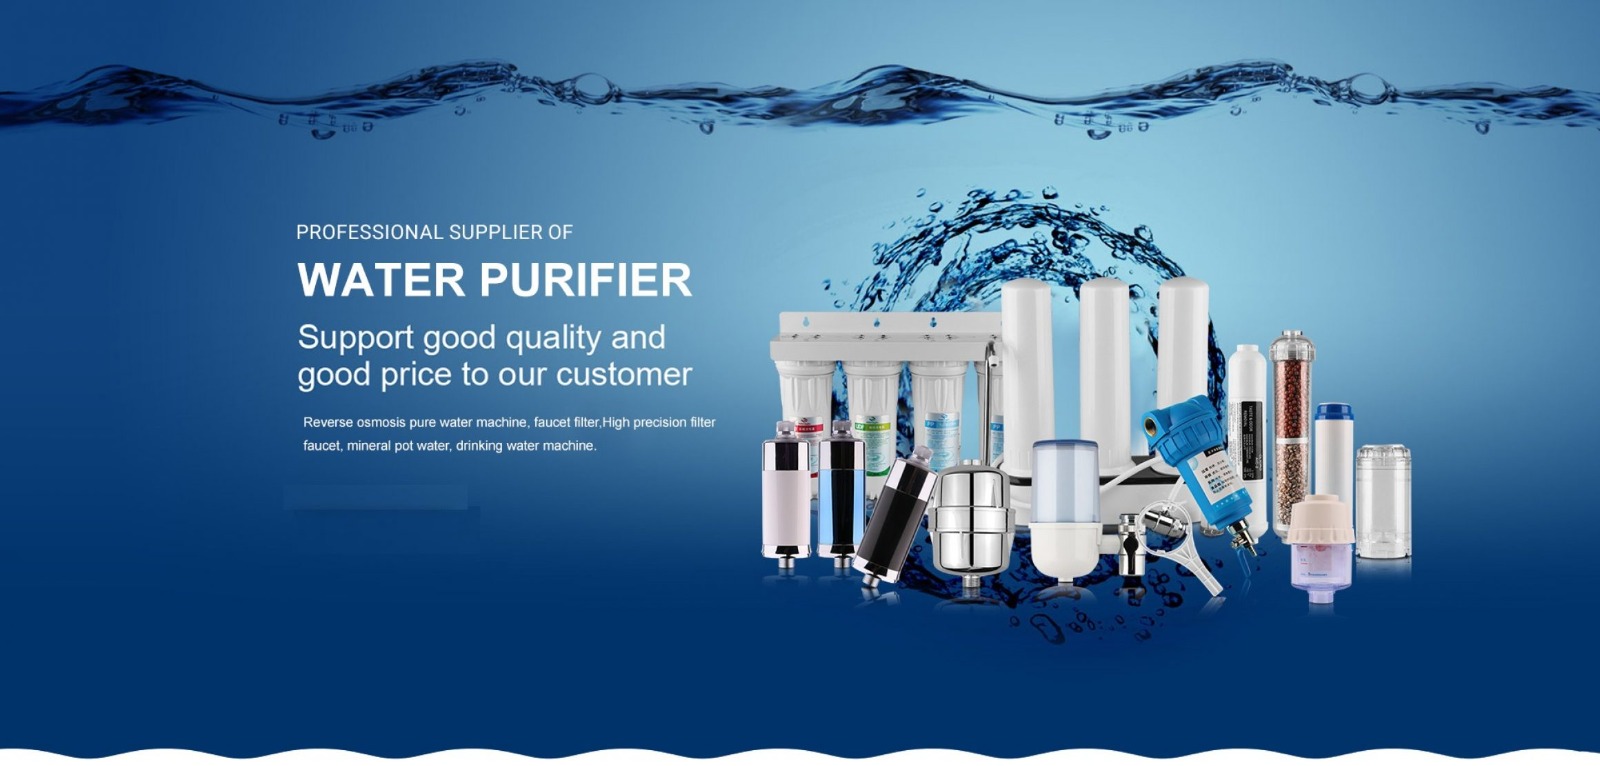 PROFESSIONAL SUPPLIER OF
WATER PURIFIER
Support good quality and
good price to our customer
Reverse osmosis pure water machine, faucet filter,High precision filter
faucet, mineral pot water, drinking water machine.